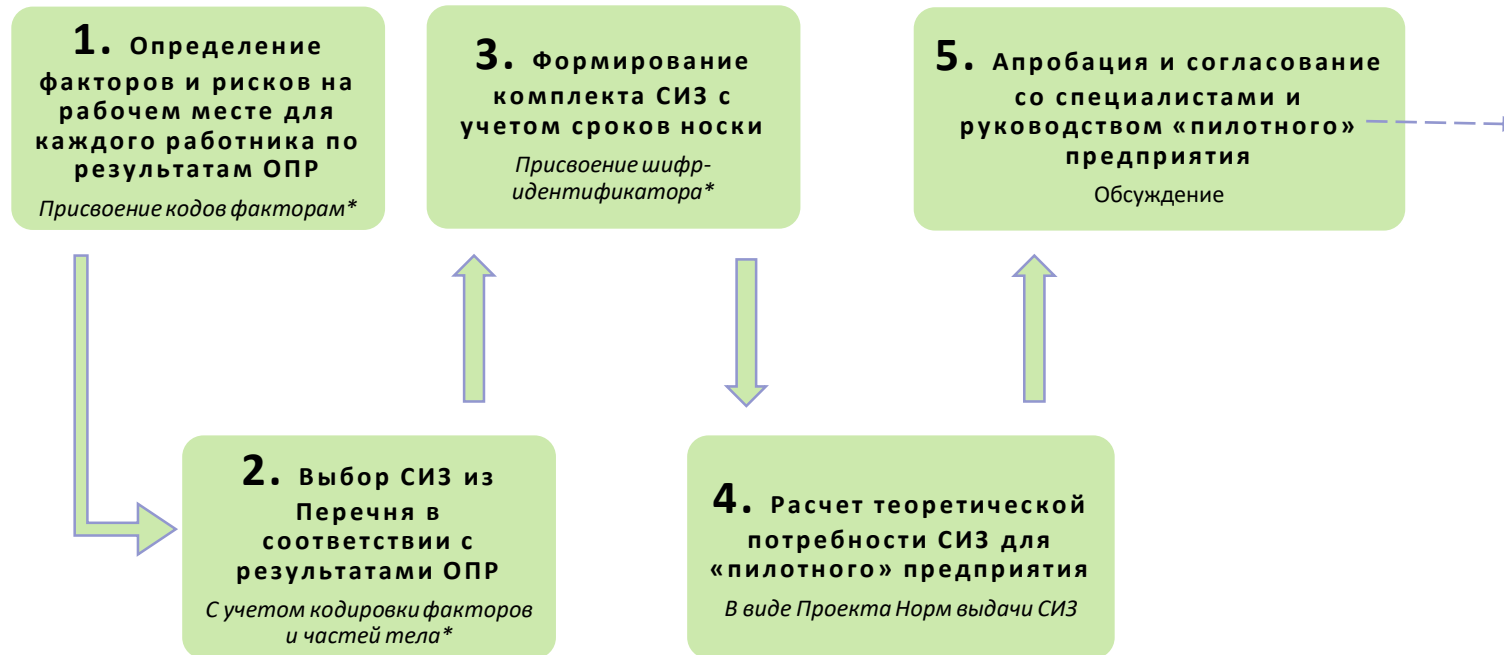 1. Определение
факторов и рисков на
рабочем месте для
каждого работника по
результатам ОПР
Присвоение кодов факторам*
3. Формирование
комплекта СИЗ с
учетом сроков носки
Присвоение шифр-
идентификатора*
5. Апробация и согласование
со специалистами и
руководством «пилотного»
предприятия
Обсуждение
2. Выбор СИЗ из
Перечня в
соответствии с
результатами ОПР
С учетом кодировки факторов
и частей тела*
4. Расчет теоретической
потребности СИЗ для
«пилотного» предприятия
В виде Проекта Норм выдачи СИЗ